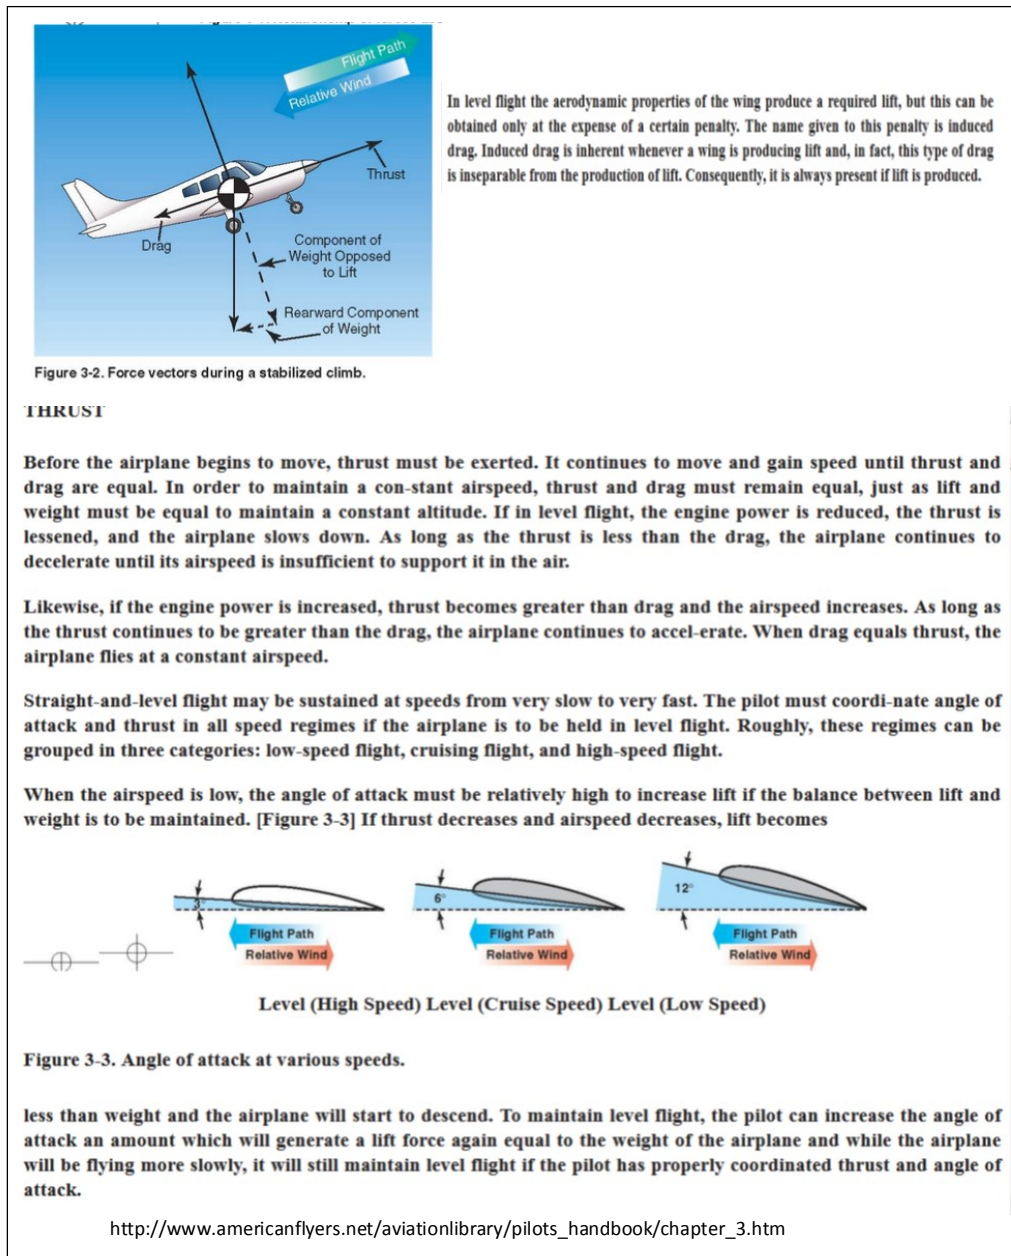 Flight Path
Relative Wind
Thrust
Drag
Component of
Weight Opposed
to Lift
Rearward Component
of Weight
Figure 3-2. Force vectors during a stabilized climb.
In level flight the aerodynamic properties of the wing produce a required lift, but this can be
obtained only at the expense of a certain penalty. The name given to this penalty is induced
drag. Induced drag is inherent whenever a wing is producing lift and, in fact, this type of drag
is inseparable from the production of lift. Consequently, it is always present if lift is produced.
THRUST
Before the airplane begins to move, thrust must be exerted. It continues to move and gain speed until thrust and
drag are equal. In order to maintain a con-stant airspeed, thrust and drag must remain equal, just as lift and
weight must be equal to maintain a constant altitude. If in level flight, the engine power is reduced, the thrust is
lessened, and the airplane slows down. As long as the thrust is less than the drag, the airplane continues to
decelerate until its airspeed is insufficient to support it in the air.
Likewise, if the engine power is increased, thrust becomes greater than drag and the airspeed increases. As long as
the thrust continues to be greater than the drag, the airplane continues to accel-erate. When drag equals thrust, the
airplane flies at a constant airspeed.
Straight-and-level flight may be sustained at speeds from very slow to very fast. The pilot must coordi-nate angle of
attack and thrust in all speed regimes if the airplane is to be held in level flight. Roughly, these regimes can be
grouped in three categories: low-speed flight, cruising flight, and high-speed flight.
When the airspeed is low, the angle of attack must be relatively high to increase lift if the balance between lift and
weight is to be maintained. [Figure 3-3] If thrust decreases and airspeed decreases, lift becomes
3°
6°
12°
Flight Path
Relative Wind
Flight Path
Relative Wind
Flight Path
Relative Wind
Level (High Speed) Level (Cruise Speed) Level (Low Speed)
Figure 3-3. Angle of attack at various speeds.
less than weight and the airplane will start to descend. To maintain level flight, the pilot can increase the angle of
attack an amount which will generate a lift force again equal to the weight of the airplane and while the airplane
will be flying more slowly, it will still maintain level flight if the pilot has properly coordinated thrust and angle of
attack.
http://www.americanflyers.net/aviationlibrary/pilots_handbook/chapter_3.htm